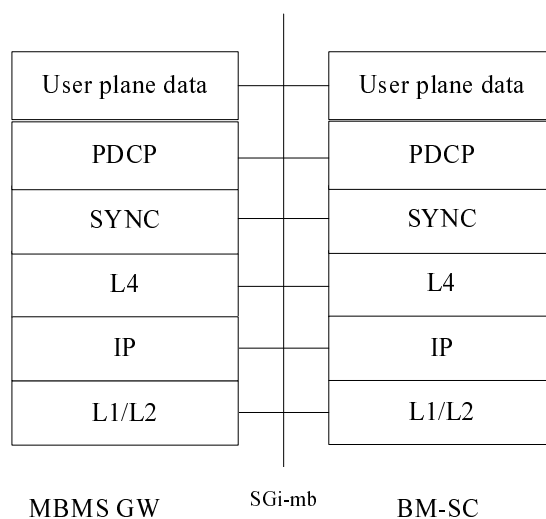 User plane data
User plane data
PDCP
PDCP
SYNC
SYNC
L4
L4
IP
IP
L1/L2
L1/L2
MBMS GW
SGi-mb
BM-SC